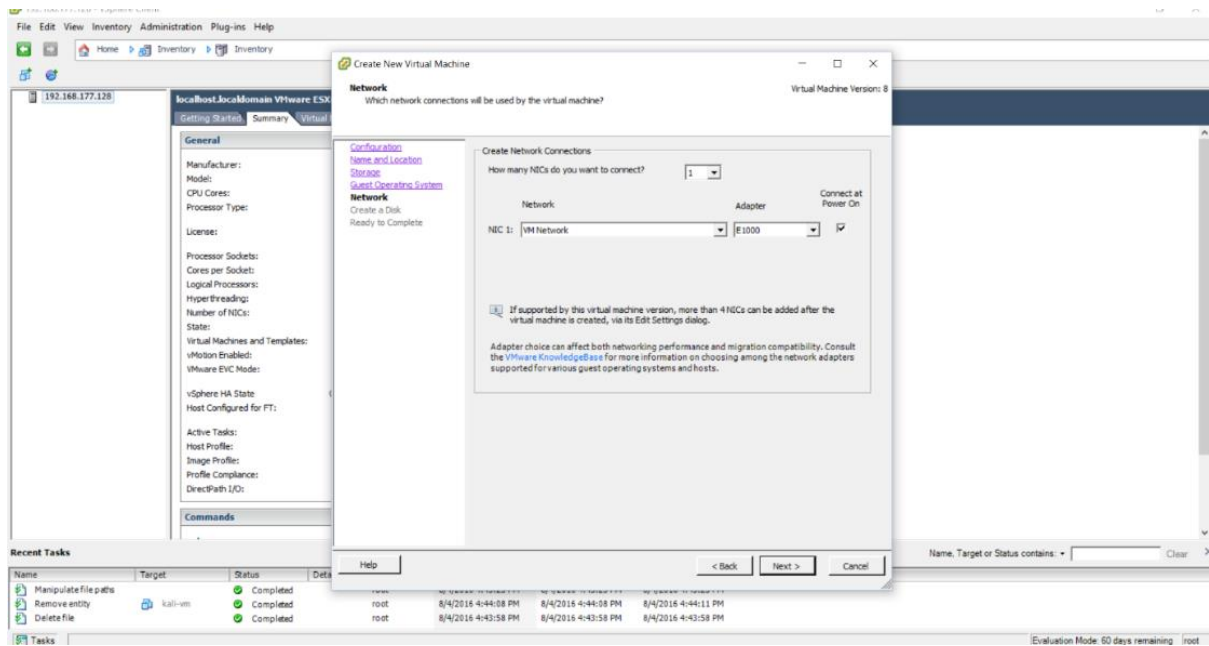 File Edit View Inventory Administration Plug-ins Help
Home Inventory Inventory
192.168.177.128
localhost.localdomain VMware ESX
Getting Started Summary Virtual
General
Manufacturer:
Model:
CPU Cores:
Processor Type:
License:
Processor Sockets:
Cores per Socket:
Logical Processors:
Hyperthreading:
Number of NICs:
State:
Virtual Machines and Templates:
vMotion Enabled:
VMware EVC Mode:
vSphere HA State
Host Configured for FT:
Active Tasks:
Host Profile:
Image Profile:
Profile Compliance:
DirectPath I/O:
Commands
Create New Virtual Machine
Network
Which network connections will be used by the virtual machine?
Virtual Machine Version: 8
Configuration
Name and Location
Storage
Guest Operating System
Network
Create a Disk
Ready to Complete
Create Network Connections
How many NICs do you want to connect? 1
Network Adapter Connect at Power On
NIC 1: VM Network E1000
If supported by this virtual machine version, more than 4 NICs can be added after the
virtual machine is created, via its Edit Settings dialog.
Adapter choice can affect both networking performance and migration compatibility. Consult
the VMware KnowledgeBase for more information on choosing among the network adapters
supported for various guest operating systems and hosts.
Help < Back Next > Cancel
Recent Tasks
Name, Target or Status contains: Clear
Name Target Status Deta
Manipulate file paths Completed
Remove entity kali-vm Completed root 8/4/2016 4:44:08 PM 8/4/2016 4:44:08 PM 8/4/2016 4:44:11 PM
Delete file Completed root 8/4/2016 4:43:58 PM 8/4/2016 4:43:58 PM 8/4/2016 4:43:58 PM
Tasks
Evaluation Mode: 60 days remaining root